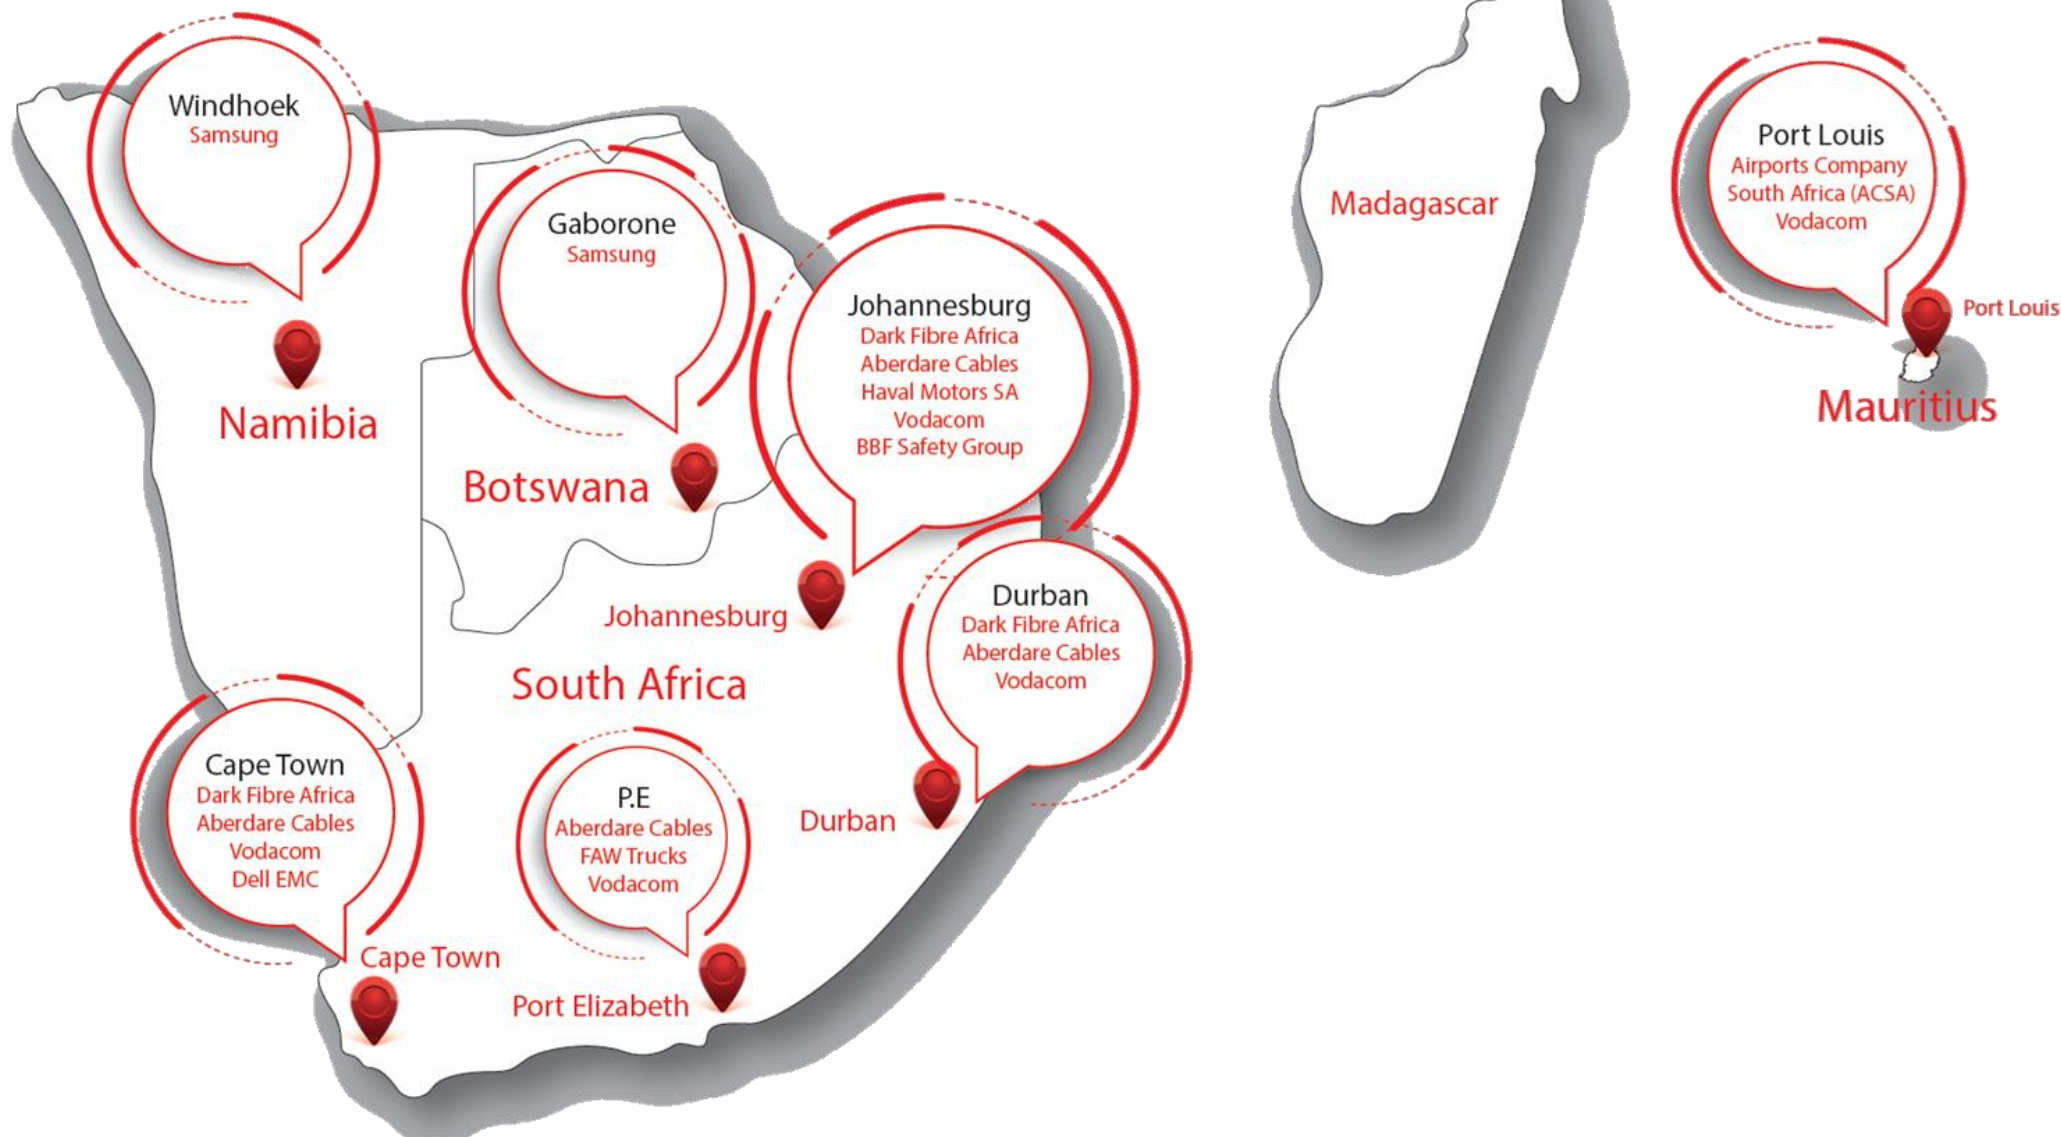 Windhoek
Samsung
Namibia
Gaborone
Samsung
Botswana
Johannesburg
Dark Fibre Africa
Aberdare Cables
Haval Motors SA
Vodacom
BBF Safety Group
Johannesburg
South Africa
Durban
Dark Fibre Africa
Aberdare Cables
Vodacom
Durban
Cape Town
Dark Fibre Africa
Aberdare Cables
Vodacom
Dell EMC
Cape Town
P.E
Aberdare Cables
FAW Trucks
Vodacom
Port Elizabeth
Madagascar
Port Louis
Airports Company
South Africa (ACSA)
Vodacom
Port Louis
Mauritius